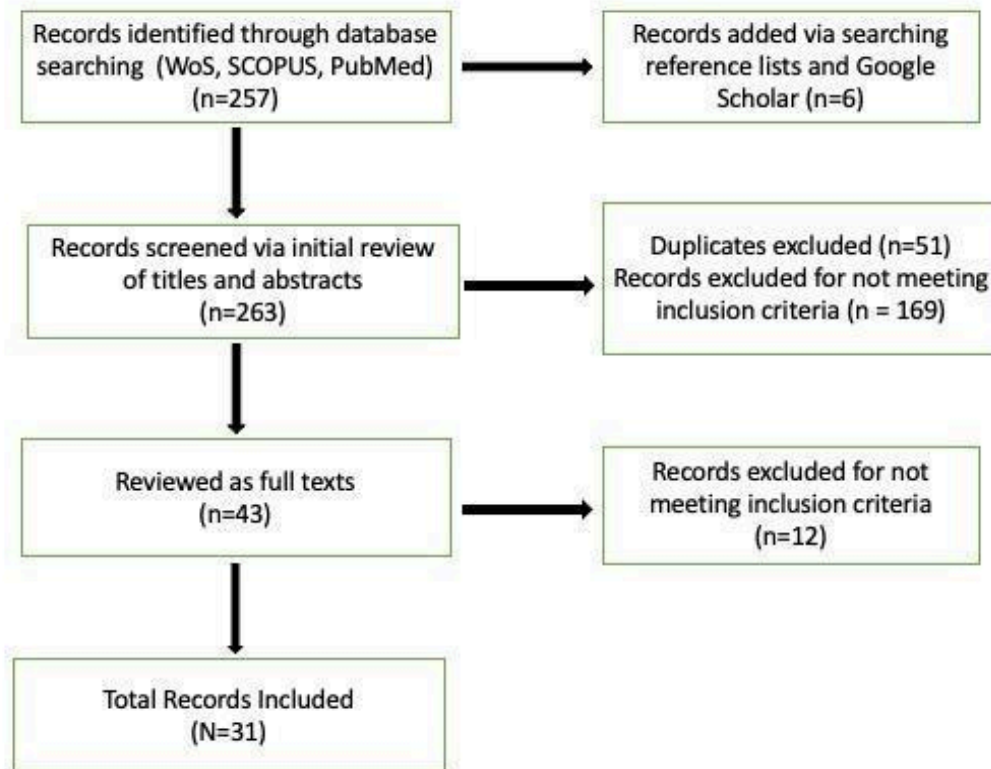 Records identified through database
searching (WoS, SCOPUS, PubMed)
(n=257)
Records added via searching
reference lists and Google
Scholar (n=6)
Records screened via initial review
of titles and abstracts
(n=263)
Duplicates excluded (n=51)
Records excluded for not meeting
inclusion criteria (n = 169)
Reviewed as full texts
(n=43)
Records excluded for not
meeting inclusion criteria
(n=12)
Total Records Included
(N=31)